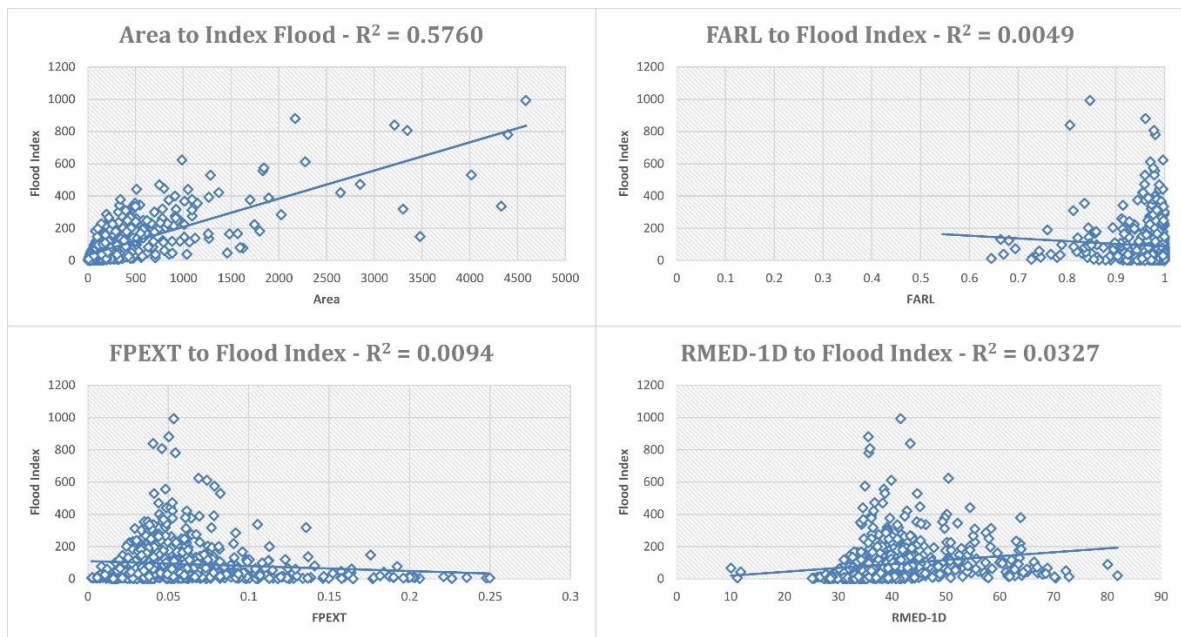 Area to Index Flood - R² = 0.5760
1200
1000
800
600
400
200
0
Flood Index
0 500 1000 1500 2000 2500 3000 3500 4000 4500 5000
Area
FARL to Flood Index - R² = 0.0049
1200
1000
800
600
400
200
0
Flood Index
0 0.1 0.2 0.3 0.4 0.5 0.6 0.7 0.8 0.9 1
FARL
FPEXT to Flood Index - R² = 0.0094
1200
1000
800
600
400
200
0
Flood Index
0 0.05 0.1 0.15 0.2 0.25 0.3
FPEXT
RMED-1D to Flood Index - R² = 0.0327
1200
1000
800
600
400
200
0
Flood Index
0 10 20 30 40 50 60 70 80 90
RMED-1D